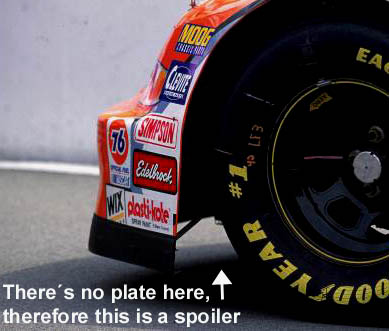 MOOG
CHASSIS PARTS
CLEVITE
76
SIMPSON
Edelbrock
WIX
plasti-kote
EAG
#1
GOODYEAR
There´s no plate here,
therefore this is a spoiler